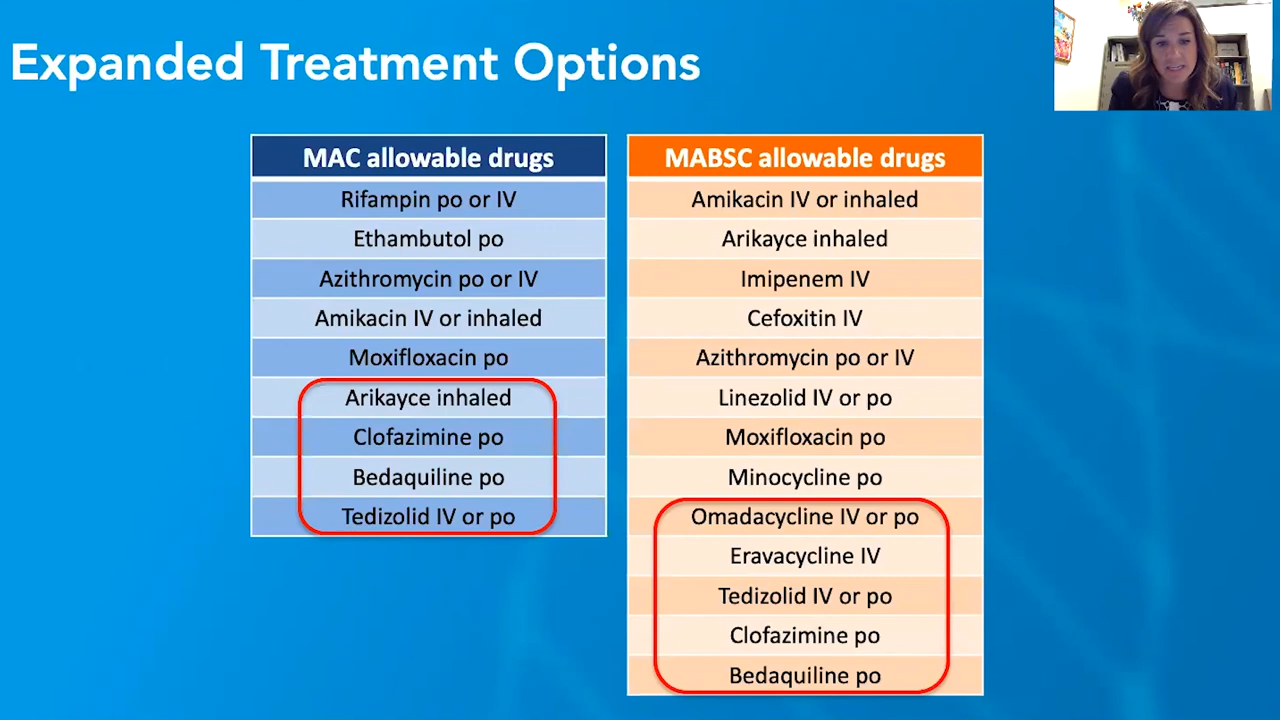 Expanded Treatment Options
MAC allowable drugs
Rifampin po or IV
Ethambutol po
Azithromycin po or IV
Amikacin IV or inhaled
Moxifloxacin po
Arikayce inhaled
Clofazimine po
Bedaquiline po
Tedizolid IV or po
MABSC allowable drugs
Amikacin IV or inhaled
Arikayce inhaled
Imipenem IV
Cefoxitin IV
Azithromycin po or IV
Linezolid IV or po
Moxifloxacin po
Minocycline po
Omadacycline IV or po
Eravacycline IV
Tedizolid IV or po
Clofazimine po
Bedaquiline po